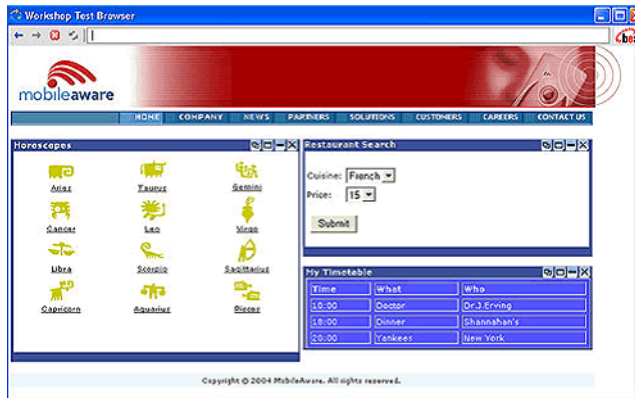 Workshop Test Browser
bea
mobileaware
HOME COMPANY NEWS PARTNERS SOLUTIONS CUSTOMERS CAREERS CONTACT US
Horoscopes
Aries Taurus Gemini
Cancer Leo Virgo
Libra Scorpio Sagittarius
Capricorn Aquarius Pisces
Restaurant Search
Cuisine: French
Price: 15
Submit
My Timetable
Time What Who
10:00 Doctor Dr.J.Erving
18:00 Dinner Shannahan's
20:00 Yankees New York
Copyright © 2004 MobileAware. All rights reserved.